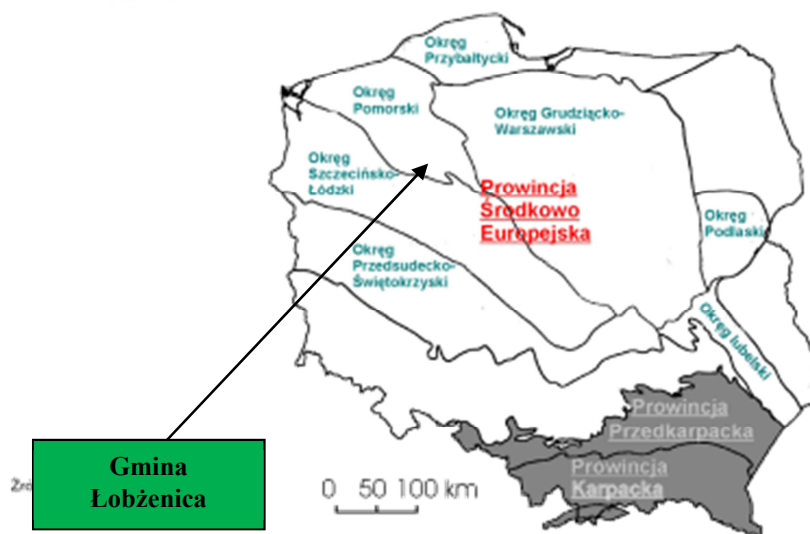 Okręg
Przybałtycki
Okręg
Pomorski
Okręg Grudziącko-
Warszawski
Okręg
Szczecińsko-
Łódzki
Prowincja
Środkowo
Europejska
Okręg
Podlaski
Okręg
Przedsudecko-
Świętokrzyski
Okręg lubelski
Prowincja
Przedkarpacka
Prowincja
Karpacka
Gmina
Łobżenica
Źró
0 50 100 km